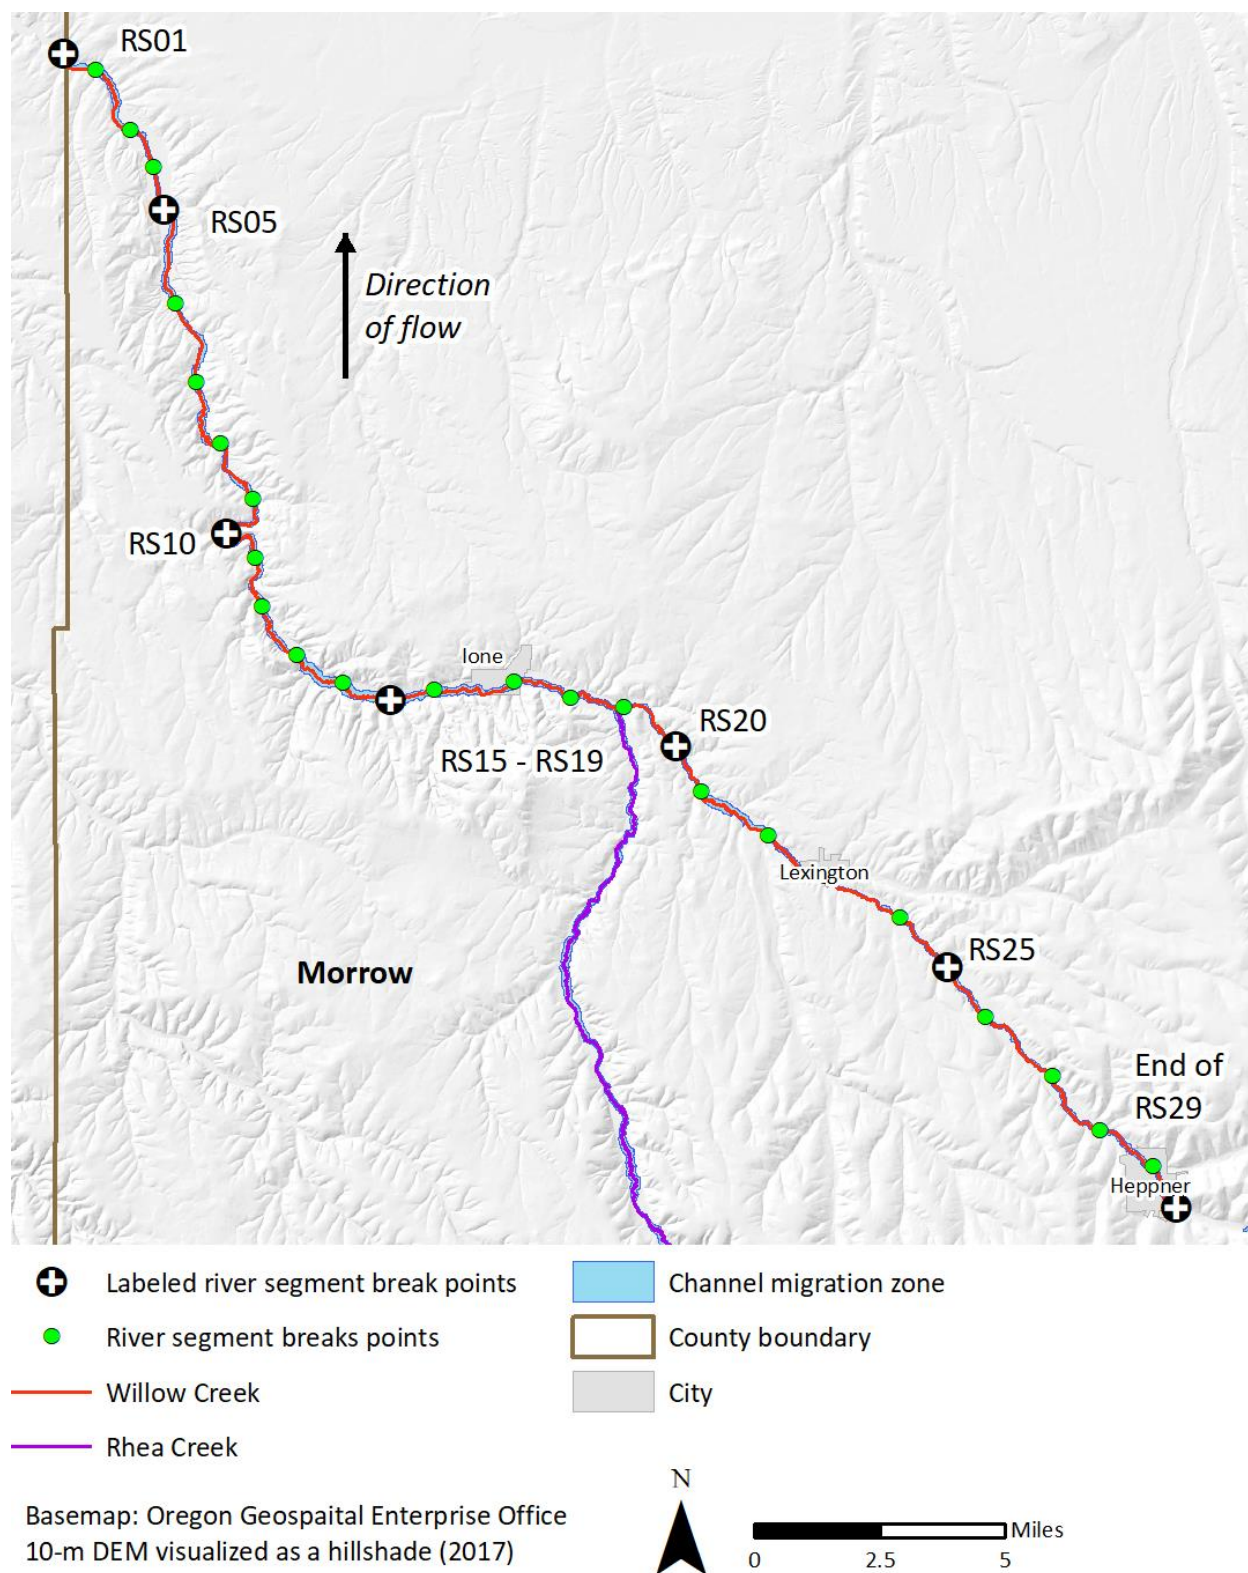 RS01
RS05
Direction
of flow
RS10
Ione
RS15 - RS19
RS20
Lexington
RS25
Morrow
End of
RS29
Heppner
Labeled river segment break points
River segment breaks points
Willow Creek
Rhea Creek
Channel migration zone
County boundary
City
Basemap: Oregon Geospaital Enterprise Office
10-m DEM visualized as a hillshade (2017)
N
Miles
0 2.5 5